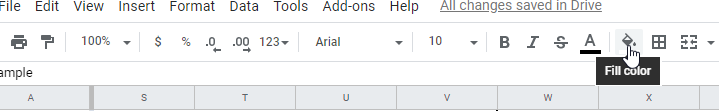 File Edit View Insert Format Data Tools Add-ons Help All changes saved in Drive
100% $ % .0 .00 123 Arial 10 B I S A
Fill color
ample
A S T U V W X